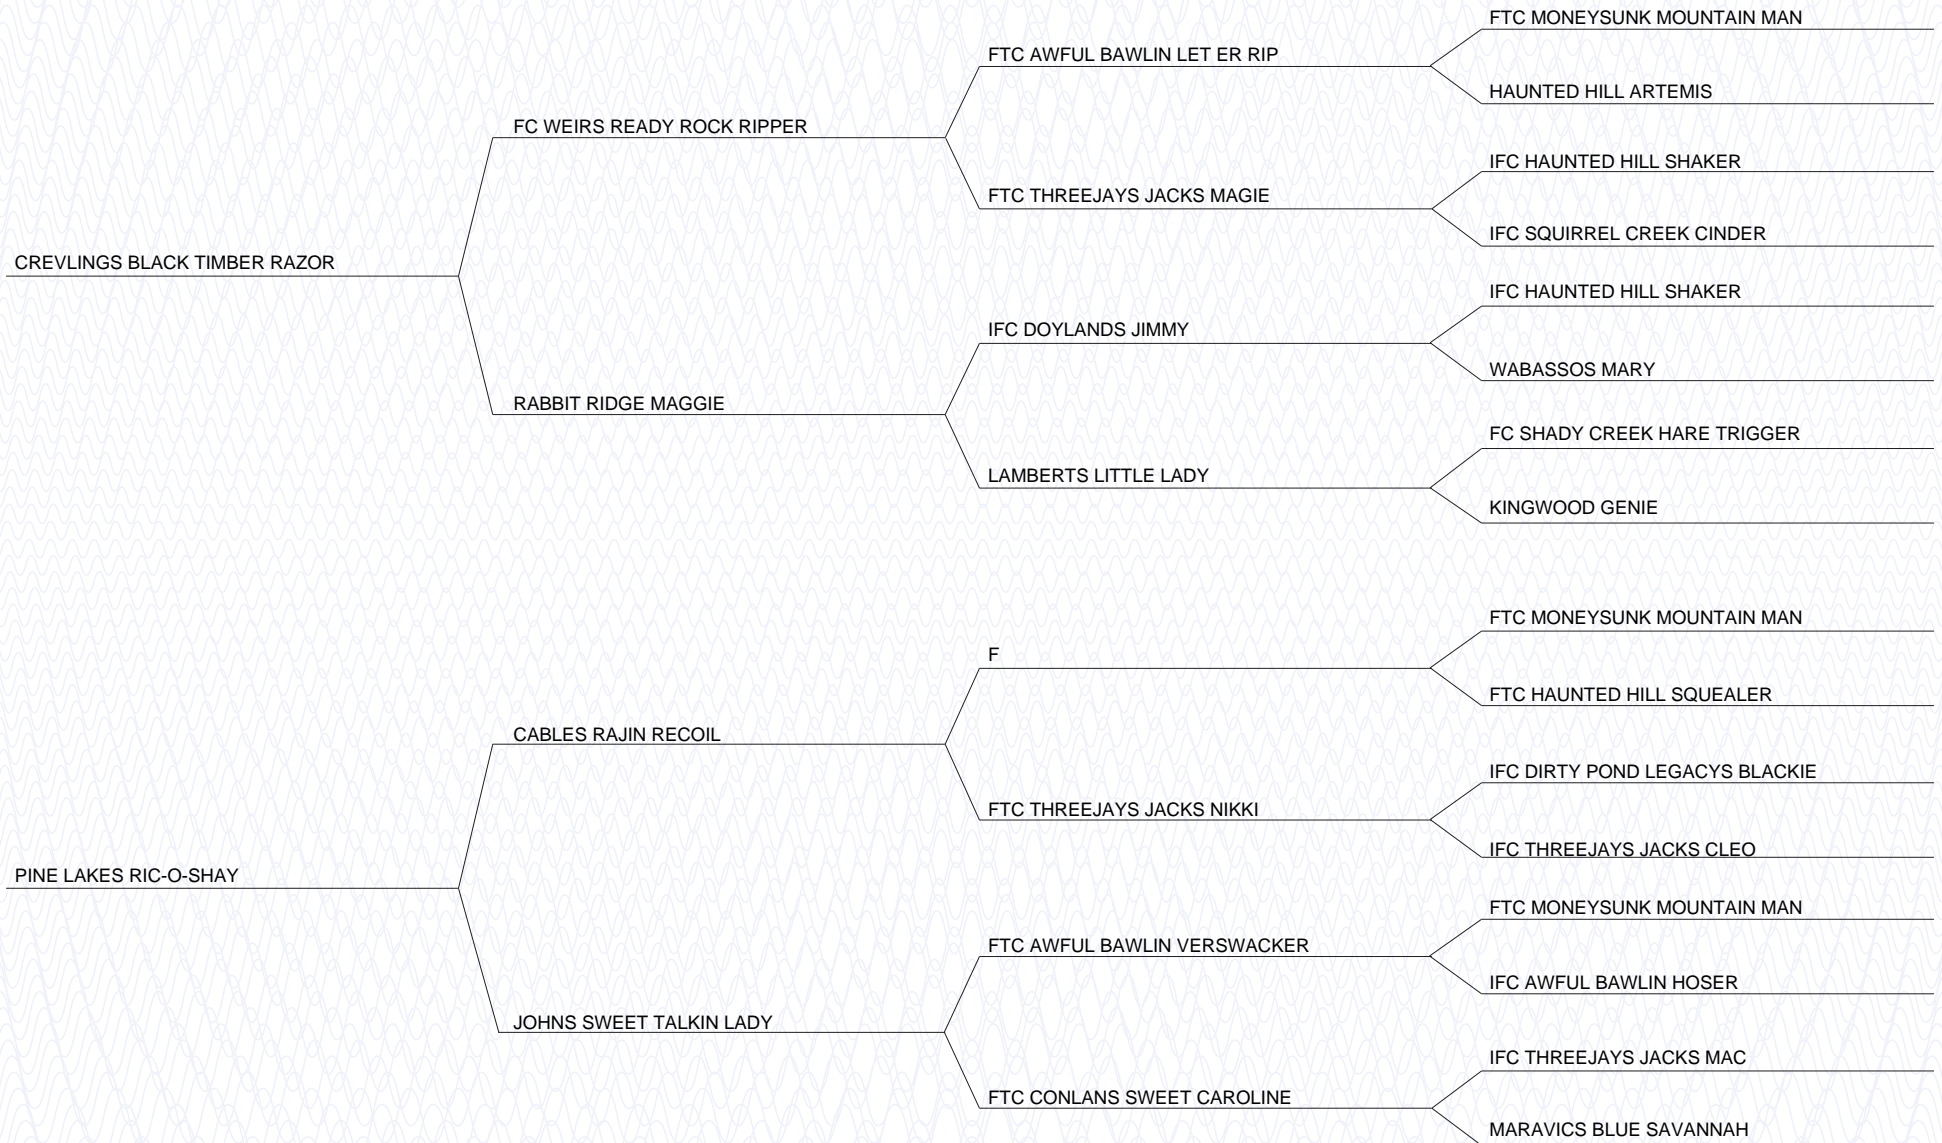 FTC MONEYSUNK MOUNTAIN MAN
FTC AWFUL BAWLIN LET ER RIP
HAUNTED HILL ARTEMIS
FC WEIRS READY ROCK RIPPER
IFC HAUNTED HILL SHAKER
FTC THREEJAYS JACKS MAGIE
IFC SQUIRREL CREEK CINDER
CREVLINGS BLACK TIMBER RAZOR
IFC HAUNTED HILL SHAKER
IFC DOYLANDS JIMMY
WABASSOS MARY
RABBIT RIDGE MAGGIE
FC SHADY CREEK HARE TRIGGER
LAMBERTS LITTLE LADY
KINGWOOD GENIE
FTC MONEYSUNK MOUNTAIN MAN
F
FTC HAUNTED HILL SQUEALER
CABLES RAJIN RECOIL
IFC DIRTY POND LEGACYS BLACKIE
FTC THREEJAYS JACKS NIKKI
IFC THREEJAYS JACKS CLEO
PINE LAKES RIC-O-SHAY
FTC MONEYSUNK MOUNTAIN MAN
FTC AWFUL BAWLIN VERSWACKER
IFC AWFUL BAWLIN HOSER
JOHNS SWEET TALKIN LADY
IFC THREEJAYS JACKS MAC
FTC CONLANS SWEET CAROLINE
MARAVICS BLUE SAVANNAH